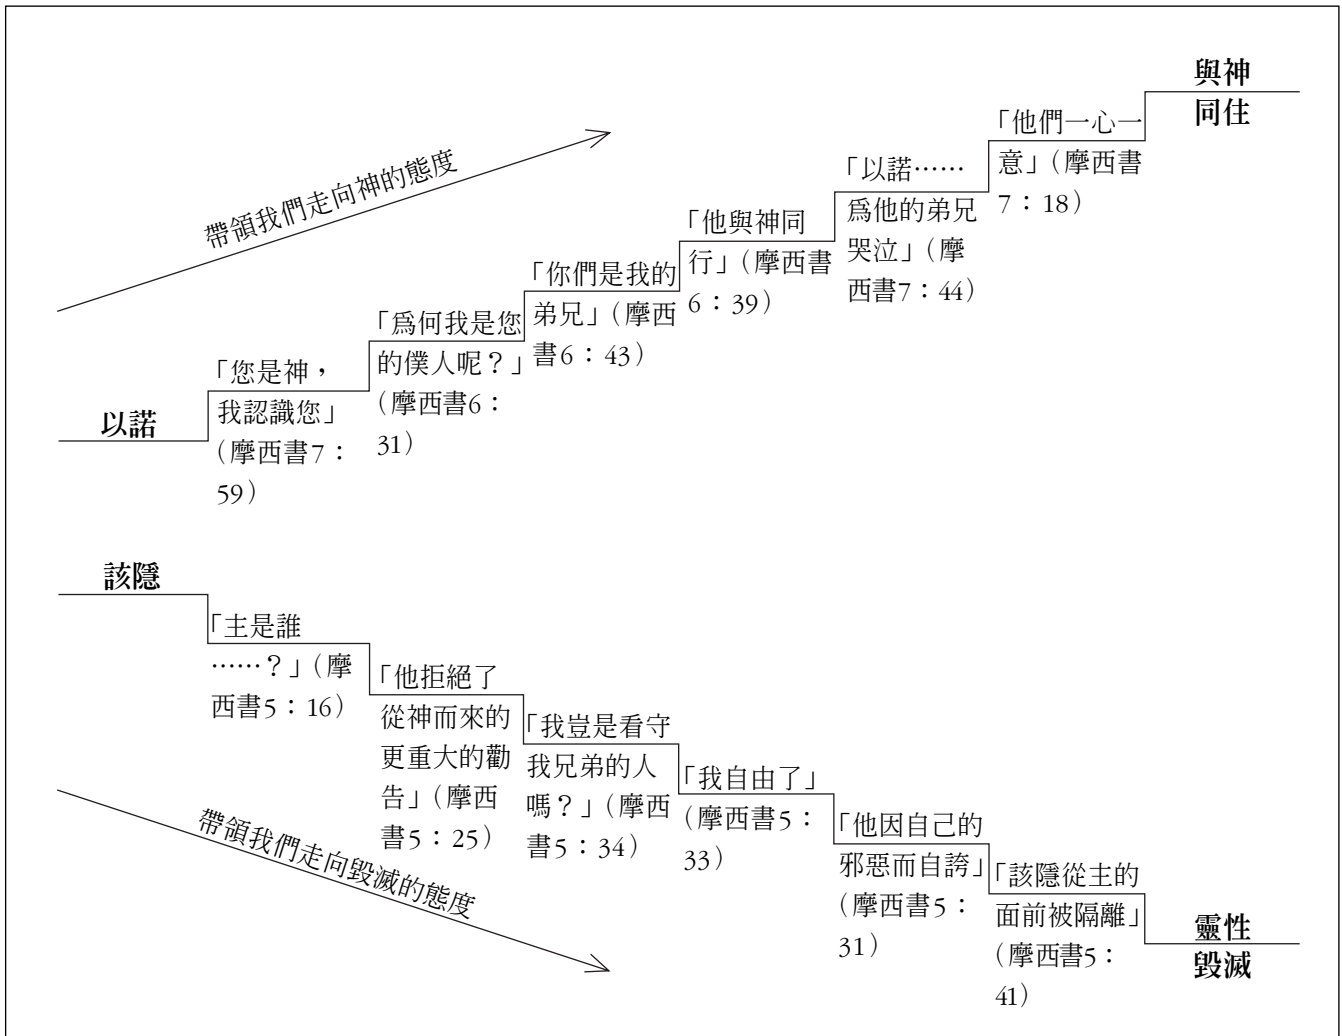 帶領我們走向神的態度
以諾
「您是神，
我認識您」
（摩西書7：
59）
「爲何我是您
的僕人呢？」
（摩西書6：
31）
「你們是我的
弟兄」（摩西
書6：43）
「他與神同
行」（摩西書
6：39）
「以諾……
爲他的弟兄
哭泣」（摩
西書7：44）
「他們一心一
意」（摩西書
7：18）
與神
同住
該隱
「主是誰
……？」（摩
西書5：16）
「他拒絕了
從神而來的
更重大的勸
告」（摩西
書5：25）
「我豈是看守
我兄弟的人
嗎？」（摩西
書5：34）
「我自由了」
（摩西書5：
33）
「他因自己的
邪惡而自誇」
（摩西書5：
31）
「該隱從主的
面前被隔離」
（摩西書5：
41）
靈性
毀滅
帶領我們走向毀滅的態度